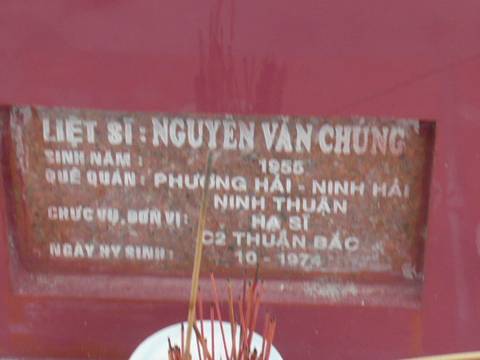 LIỆT SĨ : NGUYỄN VĂN CHÚNG
SINH NĂM : 1955
QUÊ QUÁN : PHƯƠNG HẢI - NINH HẢI
NINH THUẬN
CHỨC VỤ, ĐƠN VỊ : HẠ SĨ
C2 THUẬN BẮC
NGÀY HY SINH : 10 - 1974